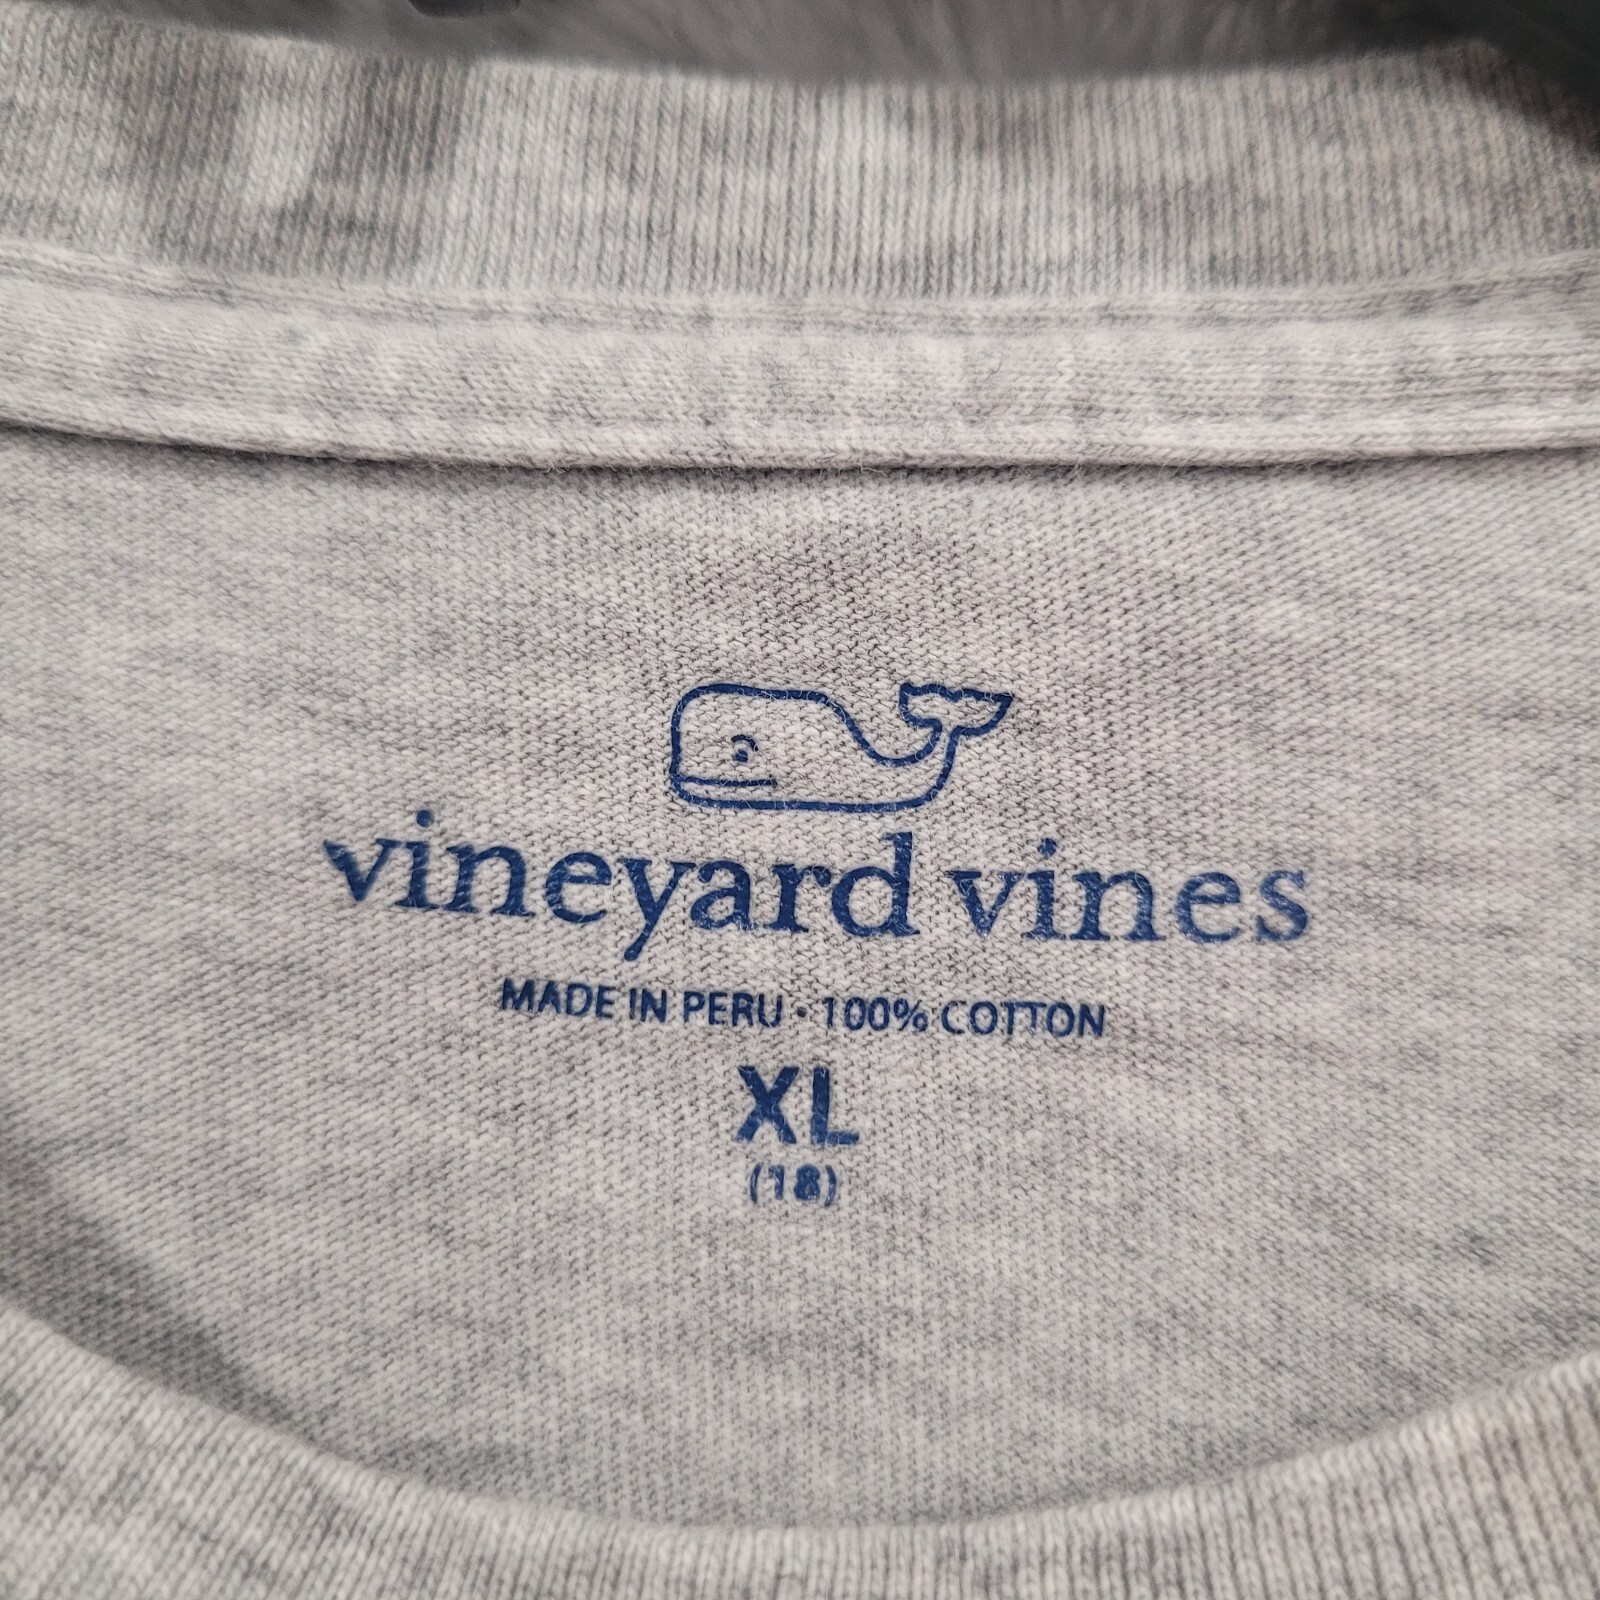 vineyard vines
MADE IN PERU · 100% COTTON
XL
(18)